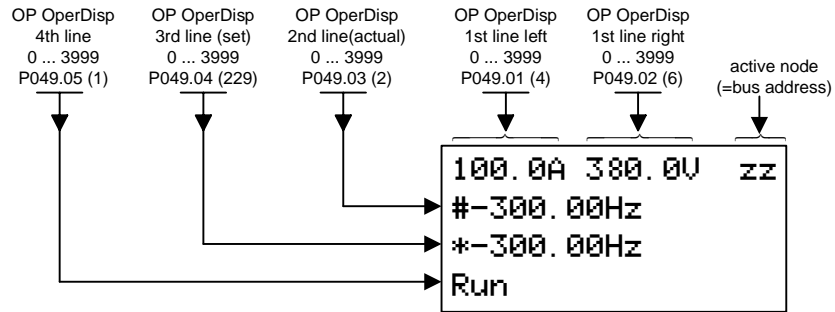 OP OperDisp
4th line
0 ... 3999
P049.05 (1)
OP OperDisp
3rd line (set)
0 ... 3999
P049.04 (229)
OP OperDisp
2nd line(actual)
0 ... 3999
P049.03 (2)
OP OperDisp
1st line left
0 ... 3999
P049.01 (4)
OP OperDisp
1st line right
0 ... 3999
P049.02 (6)
active node
(=bus address)
100.0A 380.0V zz
#-300.00Hz
*-300.00Hz
Run